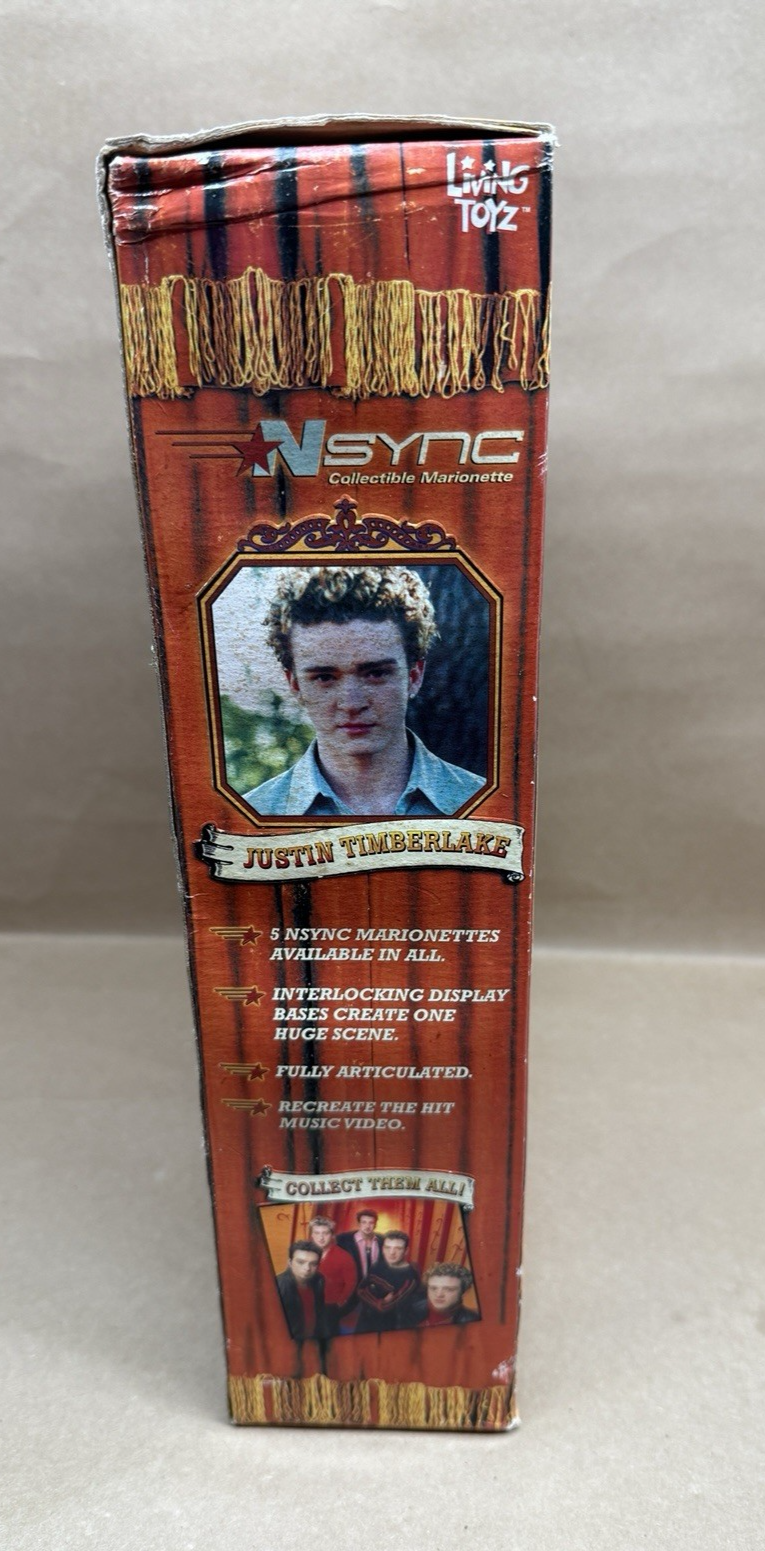 LiViNG
TOYZ™
NSYNC
Collectible Marionette
JUSTIN TIMBERLAKE
5 NSYNC MARIONETTES
AVAILABLE IN ALL.
INTERLOCKING DISPLAY
BASES CREATE ONE
HUGE SCENE.
FULLY ARTICULATED.
RECREATE THE HIT
MUSIC VIDEO.
COLLECT THEM ALL!